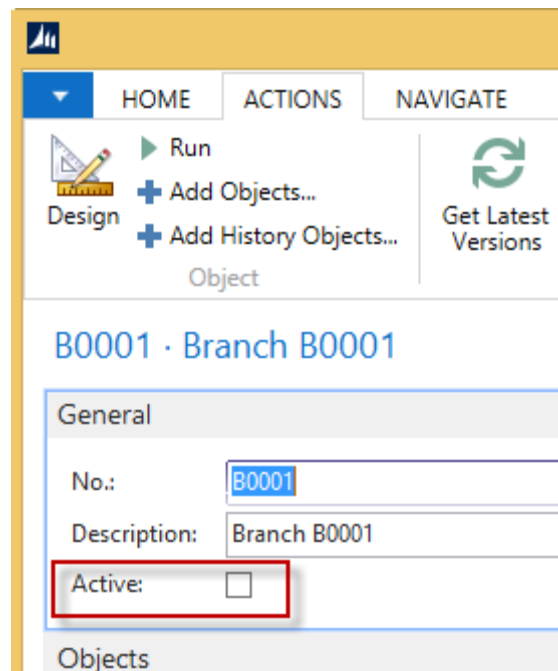 HOME ACTIONS NAVIGATE
Run
Add Objects...
Add History Objects...
Design
Get Latest
Versions
Object
B0001 · Branch B0001
General
No.: B0001
Description: Branch B0001
Active:
Objects